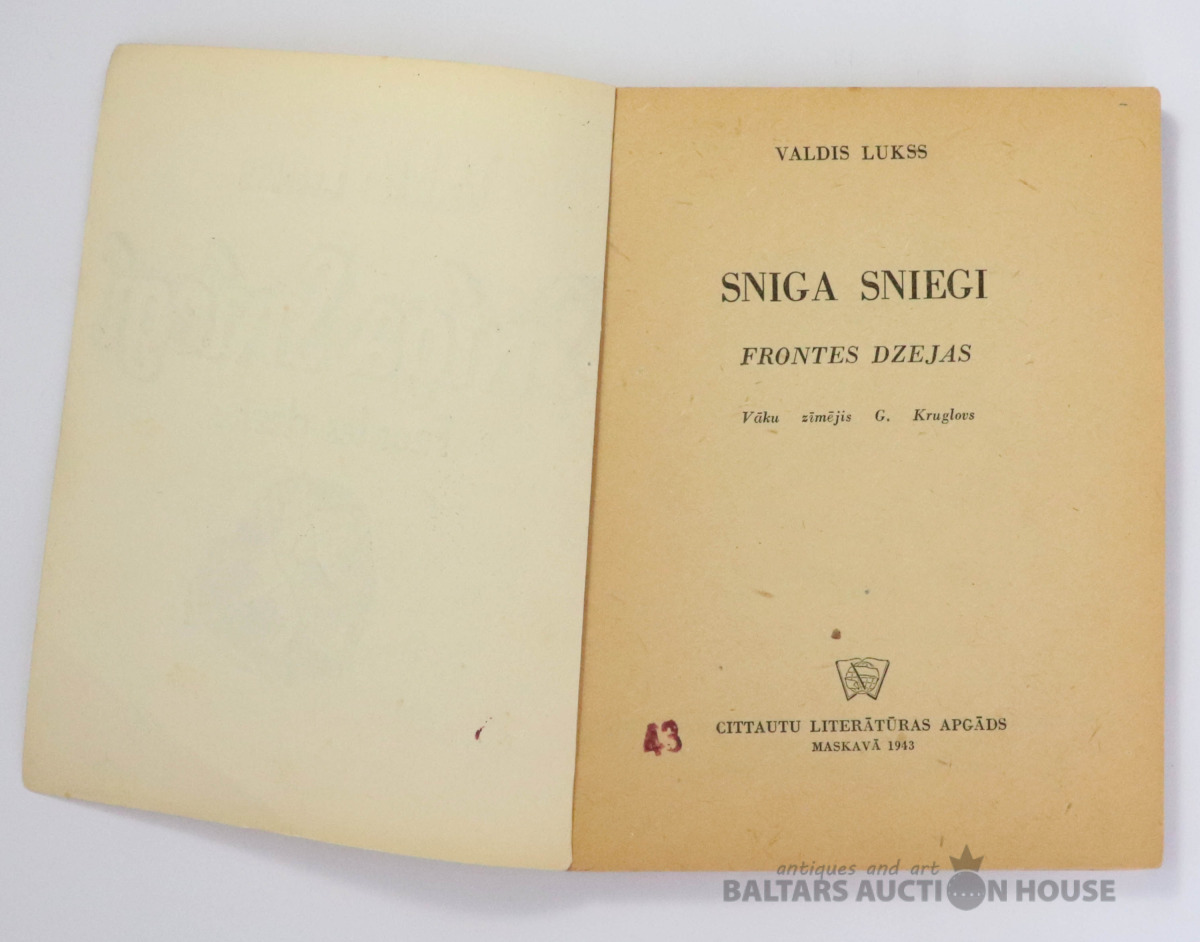 VALDIS LUKSS
SNIGA SNIEGI
FRONTES DZEJAS
Vāku zīmējis G. Kruglovs
43
CITTAUTU LITERĀTŪRAS APGĀDS
MASKAVĀ 1943
antiques and art
BALTARS AUCTION HOUSE